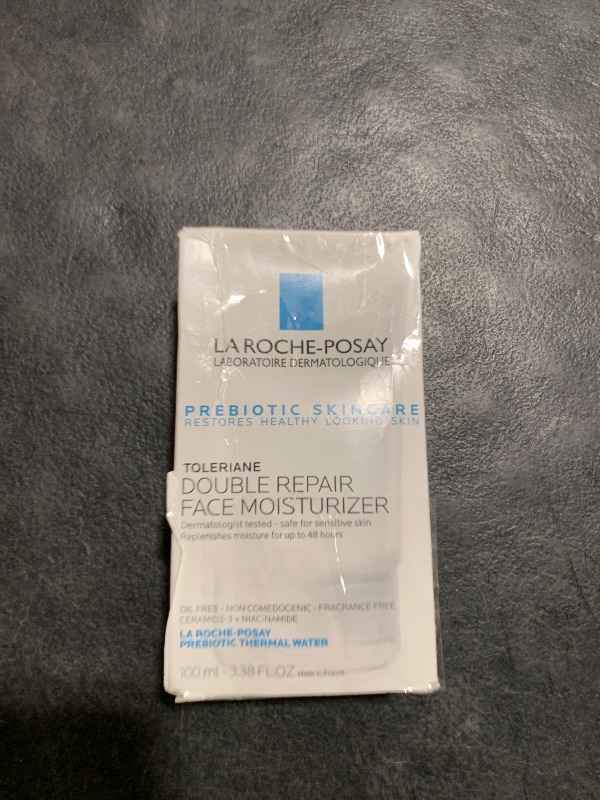 LA ROCHE-POSAY
LABORATOIRE DERMATOLOGIQUE
PREBIOTIC SKINCARE
RESTORES HEALTHY LOOKING SKIN
TOLERIANE
DOUBLE REPAIR
FACE MOISTURIZER
Dermatologist tested - safe for sensitive skin
Replenishes moisture for up to 48 hours
OIL FREE - NON COMEDOGENIC - FRAGRANCE FREE
CERAMIDE-3 + NIACINAMIDE
LA ROCHE-POSAY
PREBIOTIC THERMAL WATER
100 ml - 3.38 FL.OZ Made in France